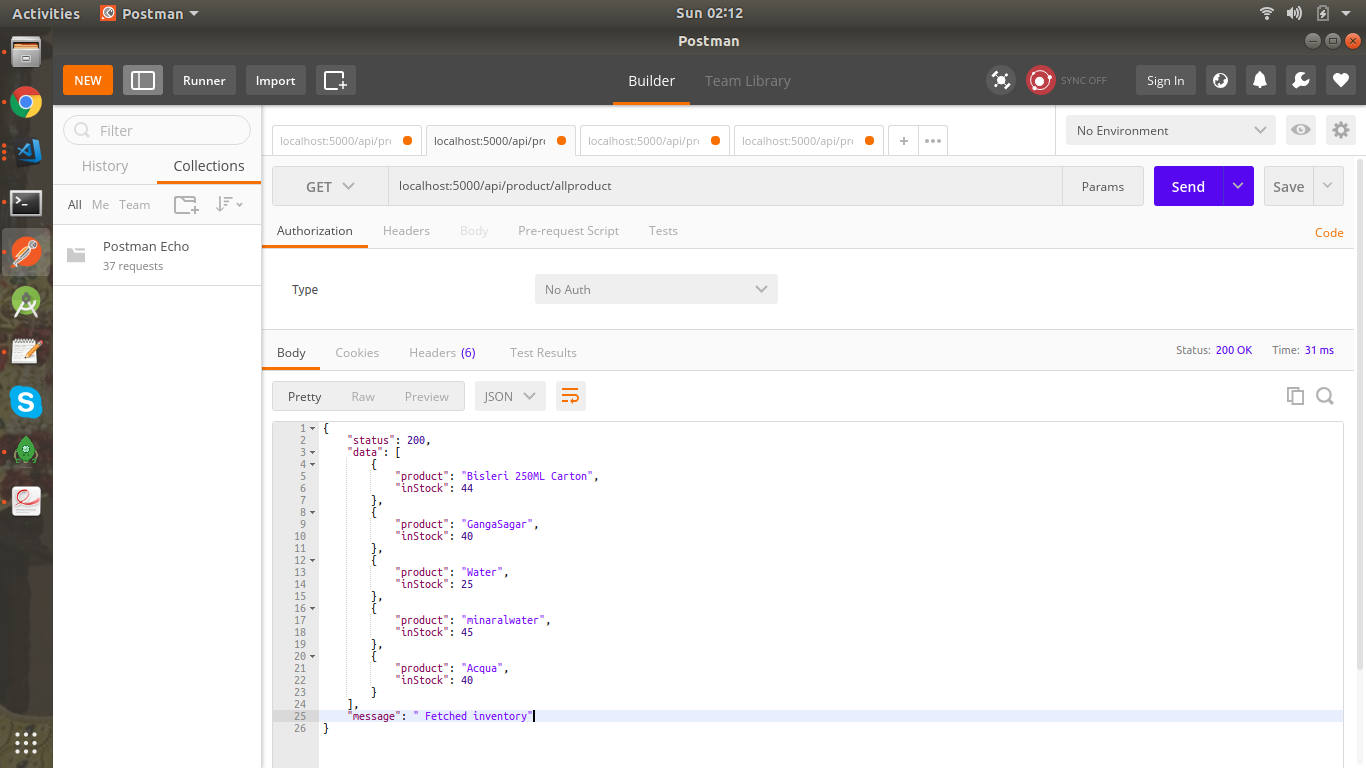 Activities Postman Sun 02:12
Postman
NEW Runner Import Builder Team Library SYNC OFF Sign In
Filter
History Collections
All Me Team
Postman Echo
37 requests
localhost:5000/api/pr localhost:5000/api/pr localhost:5000/api/pr localhost:5000/api/pr + •••
No Environment
GET localhost:5000/api/product/allproduct Params Send Save
Authorization Headers Body Pre-request Script Tests Code
Type No Auth
Body Cookies Headers (6) Test Results Status: 200 OK Time: 31 ms
Pretty Raw Preview JSON
1 {
2 "status": 200,
3 "data": [
4 {
5 "product": "Bisleri 250ML Carton",
6 "inStock": 44
7 },
8 {
9 "product": "GangaSagar",
10 "inStock": 40
11 },
12 {
13 "product": "Water",
14 "inStock": 25
15 },
16 {
17 "product": "minaralwater",
18 "inStock": 45
19 },
20 {
21 "product": "Acqua",
22 "inStock": 40
23 }
24 ],
25 "message": " Fetched inventory"
26 }